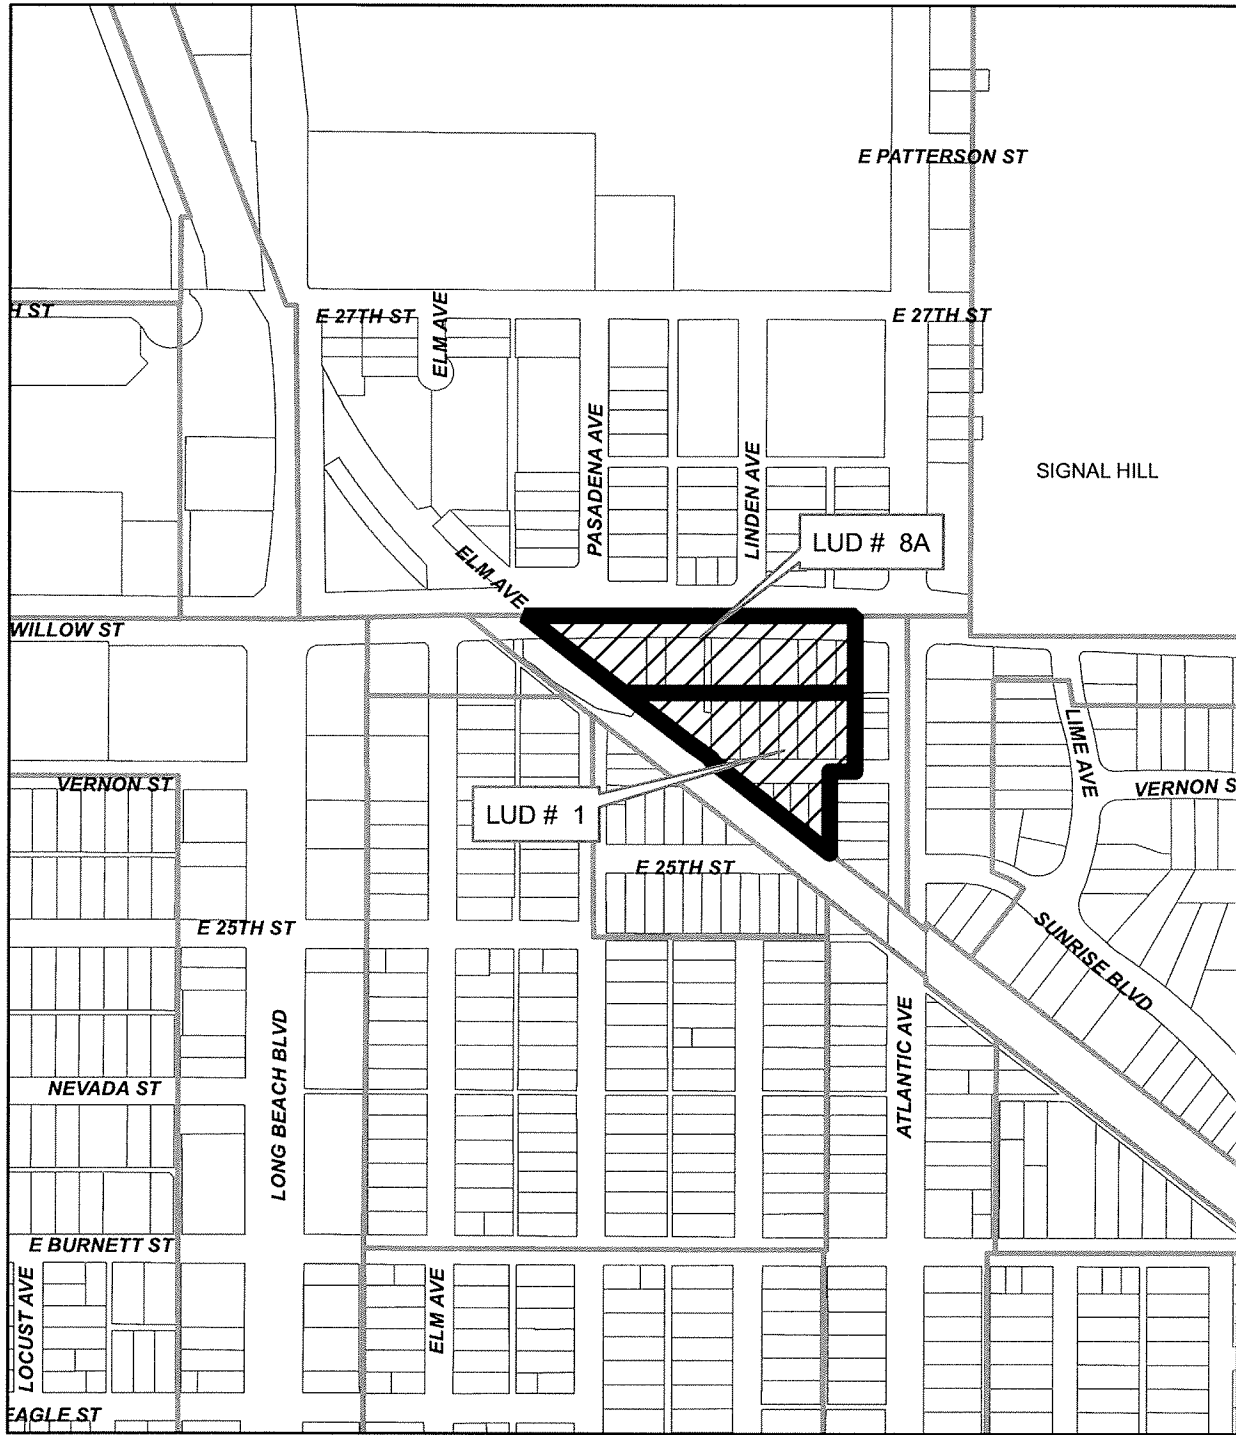 E PATTERSON ST
H ST
E 27TH ST
ELM AVE
E 27TH ST
PASADENA AVE
LINDEN AVE
SIGNAL HILL
LUD # 8A
ELM AVE
WILLOW ST
LIME AVE
VERNON ST
VERNON S
LUD # 1
E 25TH ST
E 25TH ST
SUNRISE BLVD
LONG BEACH BLVD
ATLANTIC AVE
NEVADA ST
E BURNETT ST
LOCUST AVE
ELM AVE
EAGLE ST